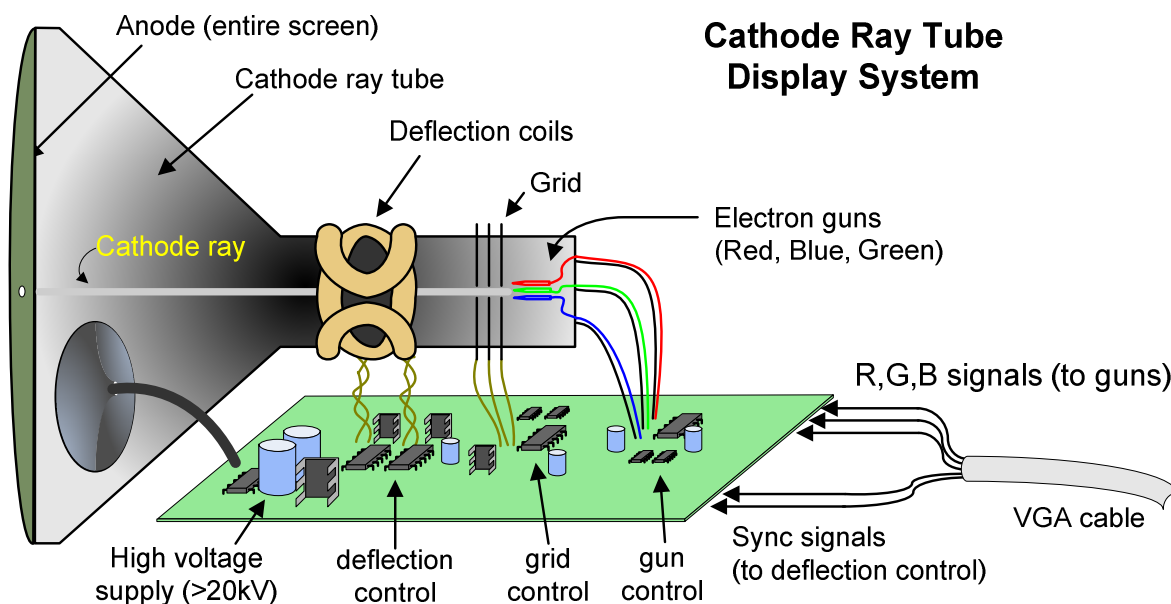 Cathode Ray Tube
Display System
Anode (entire screen)
Cathode ray tube
Deflection coils
Grid
Electron guns
(Red, Blue, Green)
Cathode ray
R,G,B signals (to guns)
VGA cable
Sync signals
(to deflection control)
High voltage
supply (>20kV)
deflection
control
grid
control
gun
control